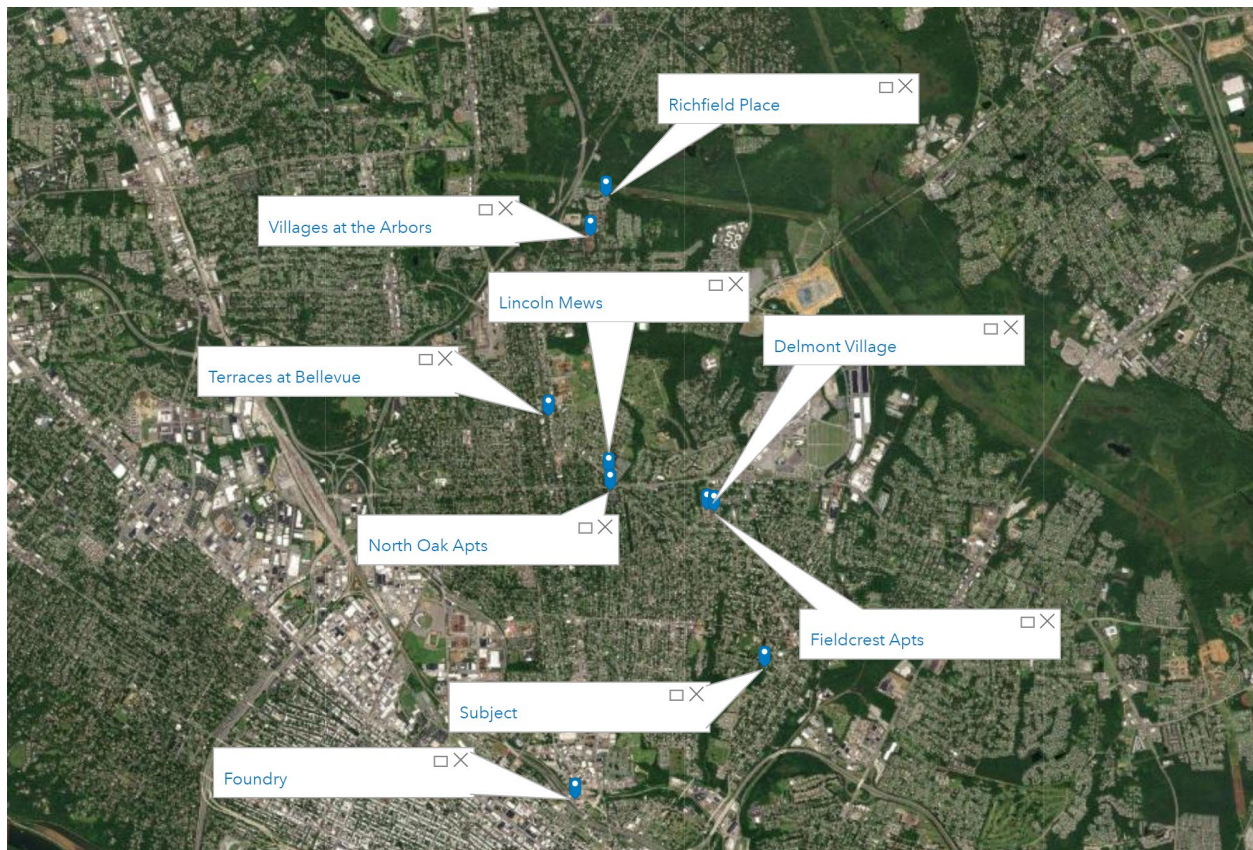 Richfield Place
Villages at the Arbors
Lincoln Mews
Delmont Village
Terraces at Bellevue
North Oak Apts
Fieldcrest Apts
Subject
Foundry